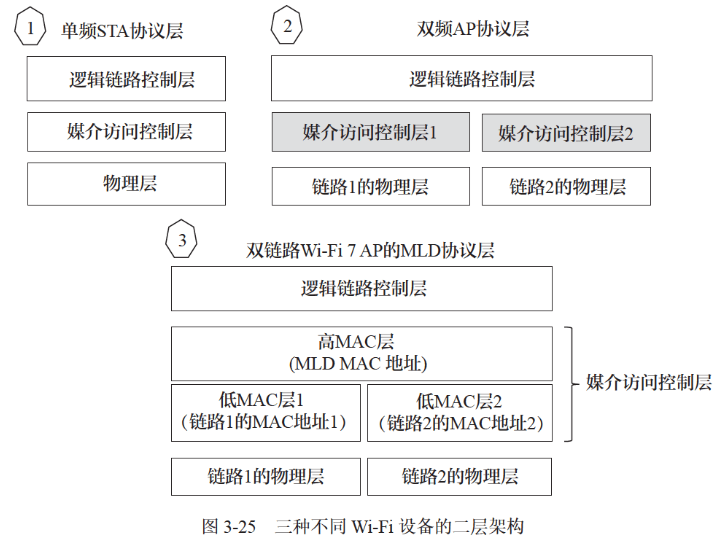 1 单频STA协议层
逻辑链路控制层
媒介访问控制层
物理层
2 双频AP协议层
逻辑链路控制层
媒介访问控制层1 媒介访问控制层2
链路1的物理层 链路2的物理层
3 双链路Wi-Fi 7 AP的MLD协议层
逻辑链路控制层
高MAC层
(MLD MAC 地址)
低MAC层1
（链路1的MAC地址1）
低MAC层2
（链路2的MAC地址2）
媒介访问控制层
链路1的物理层 链路2的物理层
图 3-25 三种不同 Wi-Fi 设备的二层架构